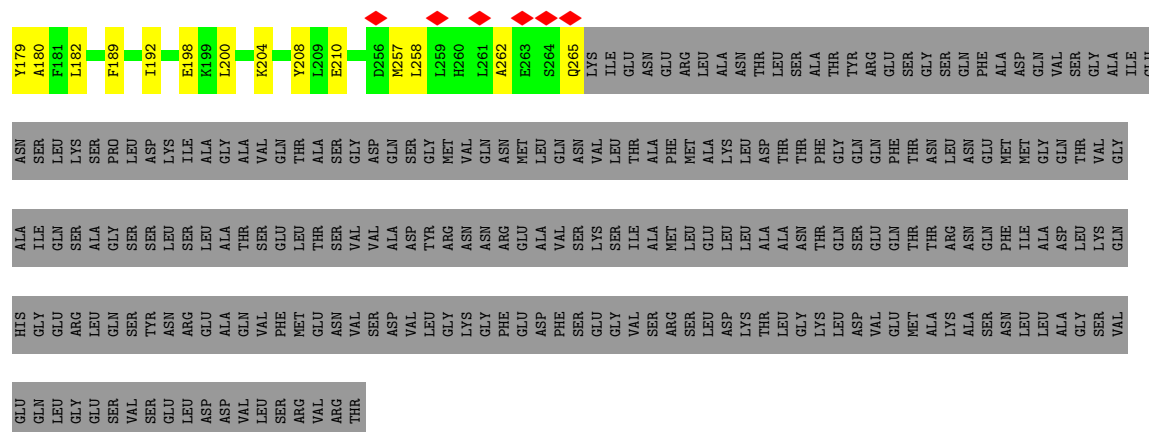 Y179 A180 F181 L182 F189 I192 E198 K199 L200 K204 Y208 L209 E210 D256 M257 L258 L259 H260 L261 A262 E263 S264 Q265 LYS ILE GLU ASN GLU ARG LEU ALA ASN THR LEU SER ALA THR TYR ARG GLU SER GLY SER GLN PHE ALA ASP GLN VAL SER GLY ALA ILE GLU
ASN SER LEU LYS SER PRO LEU ASP LYS ILE ALA GLY ALA VAL GLN THR ALA SER GLY ASP GLN SER GLY MET VAL GLN ASN MET LEU GLN ASN VAL LEU THR ALA PHE MET ALA LYS LEU ASP THR THR PHE GLY GLN GLN PHE THR ASN LEU ASN GLU MET MET GLY GLN THR VAL GLY
ALA ILE GLN SER ALA GLY SER SER LEU SER LEU ALA THR SER GLU LEU THR SER VAL VAL ALA ASP TYR ARG ASN ASN ARG GLU ALA VAL SER LYS SER ILE ALA MET LEU GLU LEU LEU ALA ALA ASN THR GLN SER GLU GLN THR THR ARG ASN GLN PHE ILE ALA ASP LEU LYS GLN
HIS GLY GLU ARG LEU GLN SER TYR ASN ARG GLU ALA GLN VAL PHE MET GLU ASN VAL SER ASP VAL LEU GLY LYS GLY PHE GLU ASP PHE SER GLU GLY VAL SER ARG SER LEU ASP LYS THR LEU GLY LYS LEU ASP VAL GLU MET ALA LYS ALA SER ASN LEU LEU ALA GLY SER VAL
GLU GLN LEU GLY GLU SER VAL SER GLU LEU ASP ASP VAL LEU SER ARG VAL ARG THR